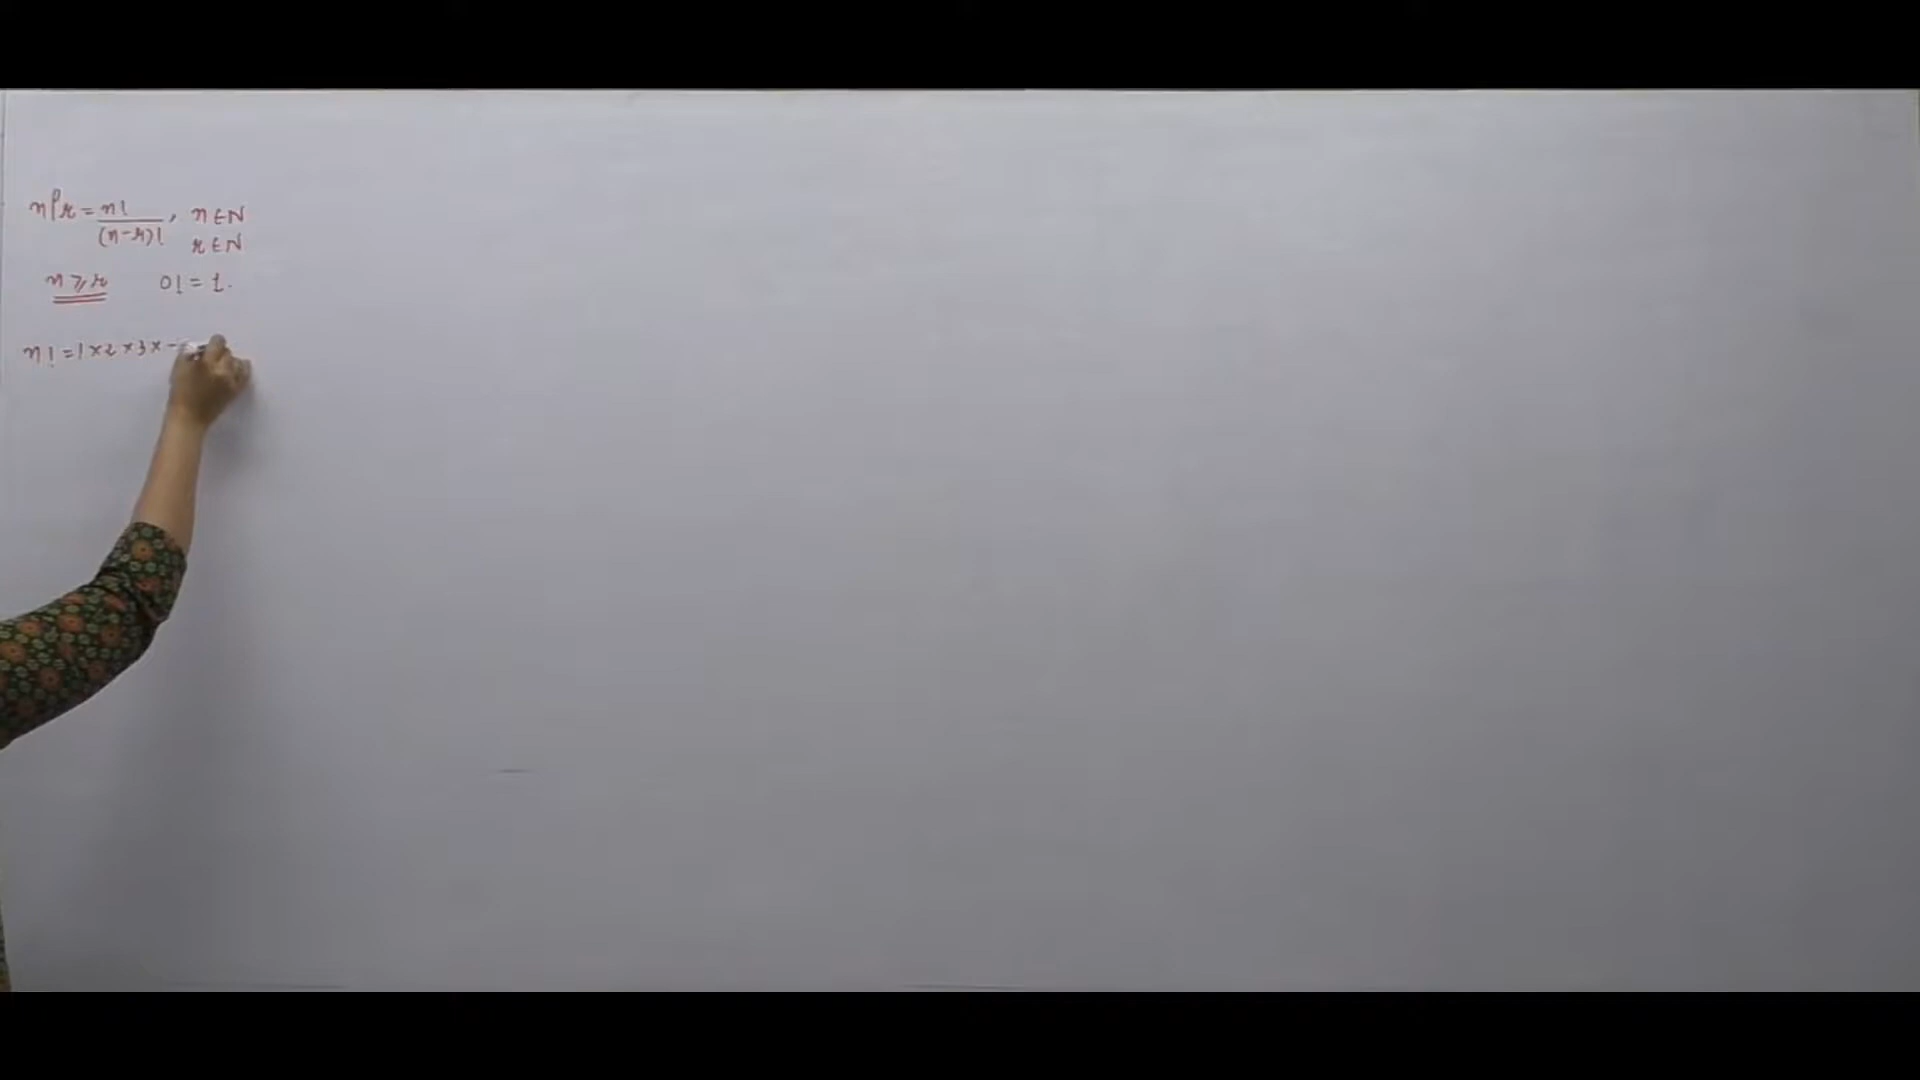 nPr = n!/(n-r)!, n∈N
r∈N
n≥r 0! = 1.
n! = 1×2×3×-